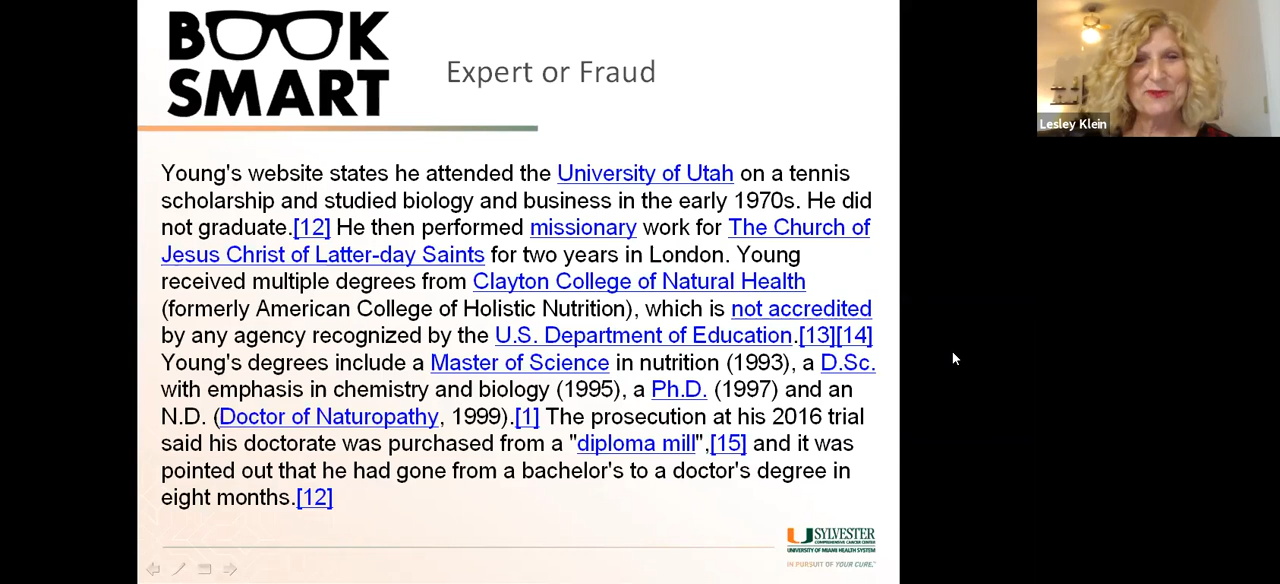 BOOK
SMART
Expert or Fraud
Lesley Klein
Young's website states he attended the University of Utah on a tennis
scholarship and studied biology and business in the early 1970s. He did
not graduate.[12] He then performed missionary work for The Church of
Jesus Christ of Latter-day Saints for two years in London. Young
received multiple degrees from Clayton College of Natural Health
(formerly American College of Holistic Nutrition), which is not accredited
by any agency recognized by the U.S. Department of Education.[13][14]
Young's degrees include a Master of Science in nutrition (1993), a D.Sc.
with emphasis in chemistry and biology (1995), a Ph.D. (1997) and an
N.D. (Doctor of Naturopathy, 1999).[1] The prosecution at his 2016 trial
said his doctorate was purchased from a "diploma mill",[15] and it was
pointed out that he had gone from a bachelor's to a doctor's degree in
eight months.[12]
SYLVESTER
COMPREHENSIVE CANCER CENTER
UNIVERSITY OF MIAMI HEALTH SYSTEM
IN PURSUIT OF YOUR CURE.™